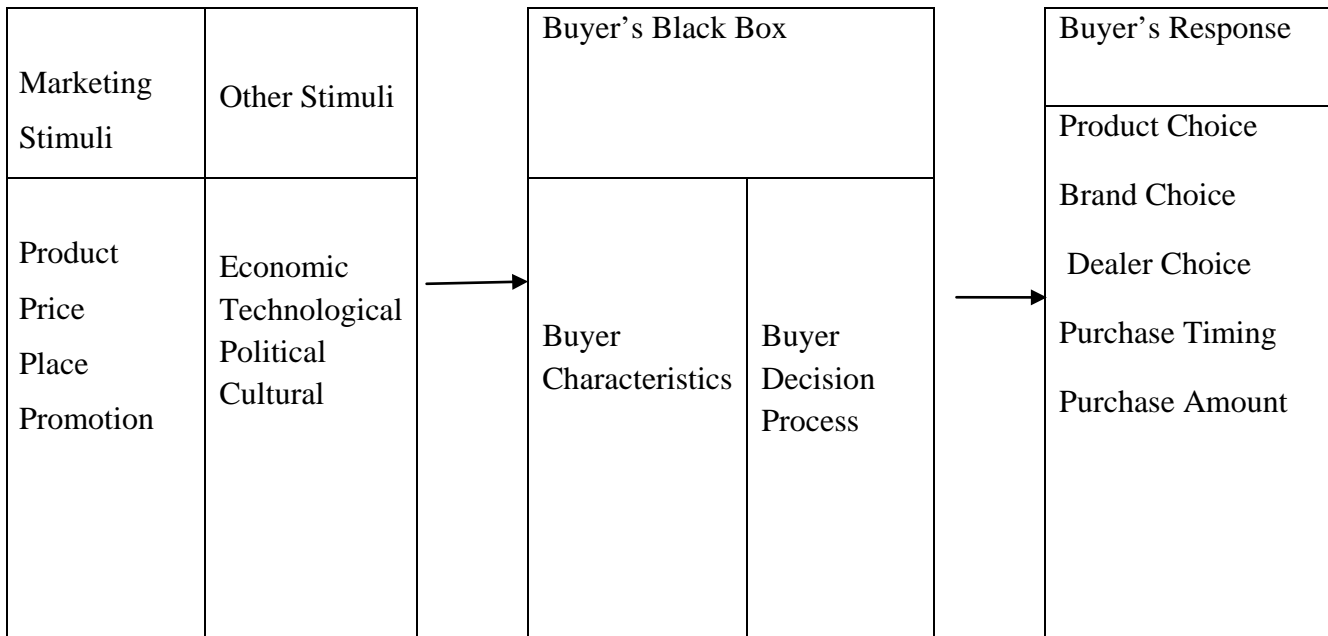 Marketing
Stimuli
Other Stimuli
Product
Price
Place
Promotion
Economic
Technological
Political
Cultural
Buyer’s Black Box
Buyer
Characteristics
Buyer
Decision
Process
Buyer’s Response
Product Choice
Brand Choice
Dealer Choice
Purchase Timing
Purchase Amount